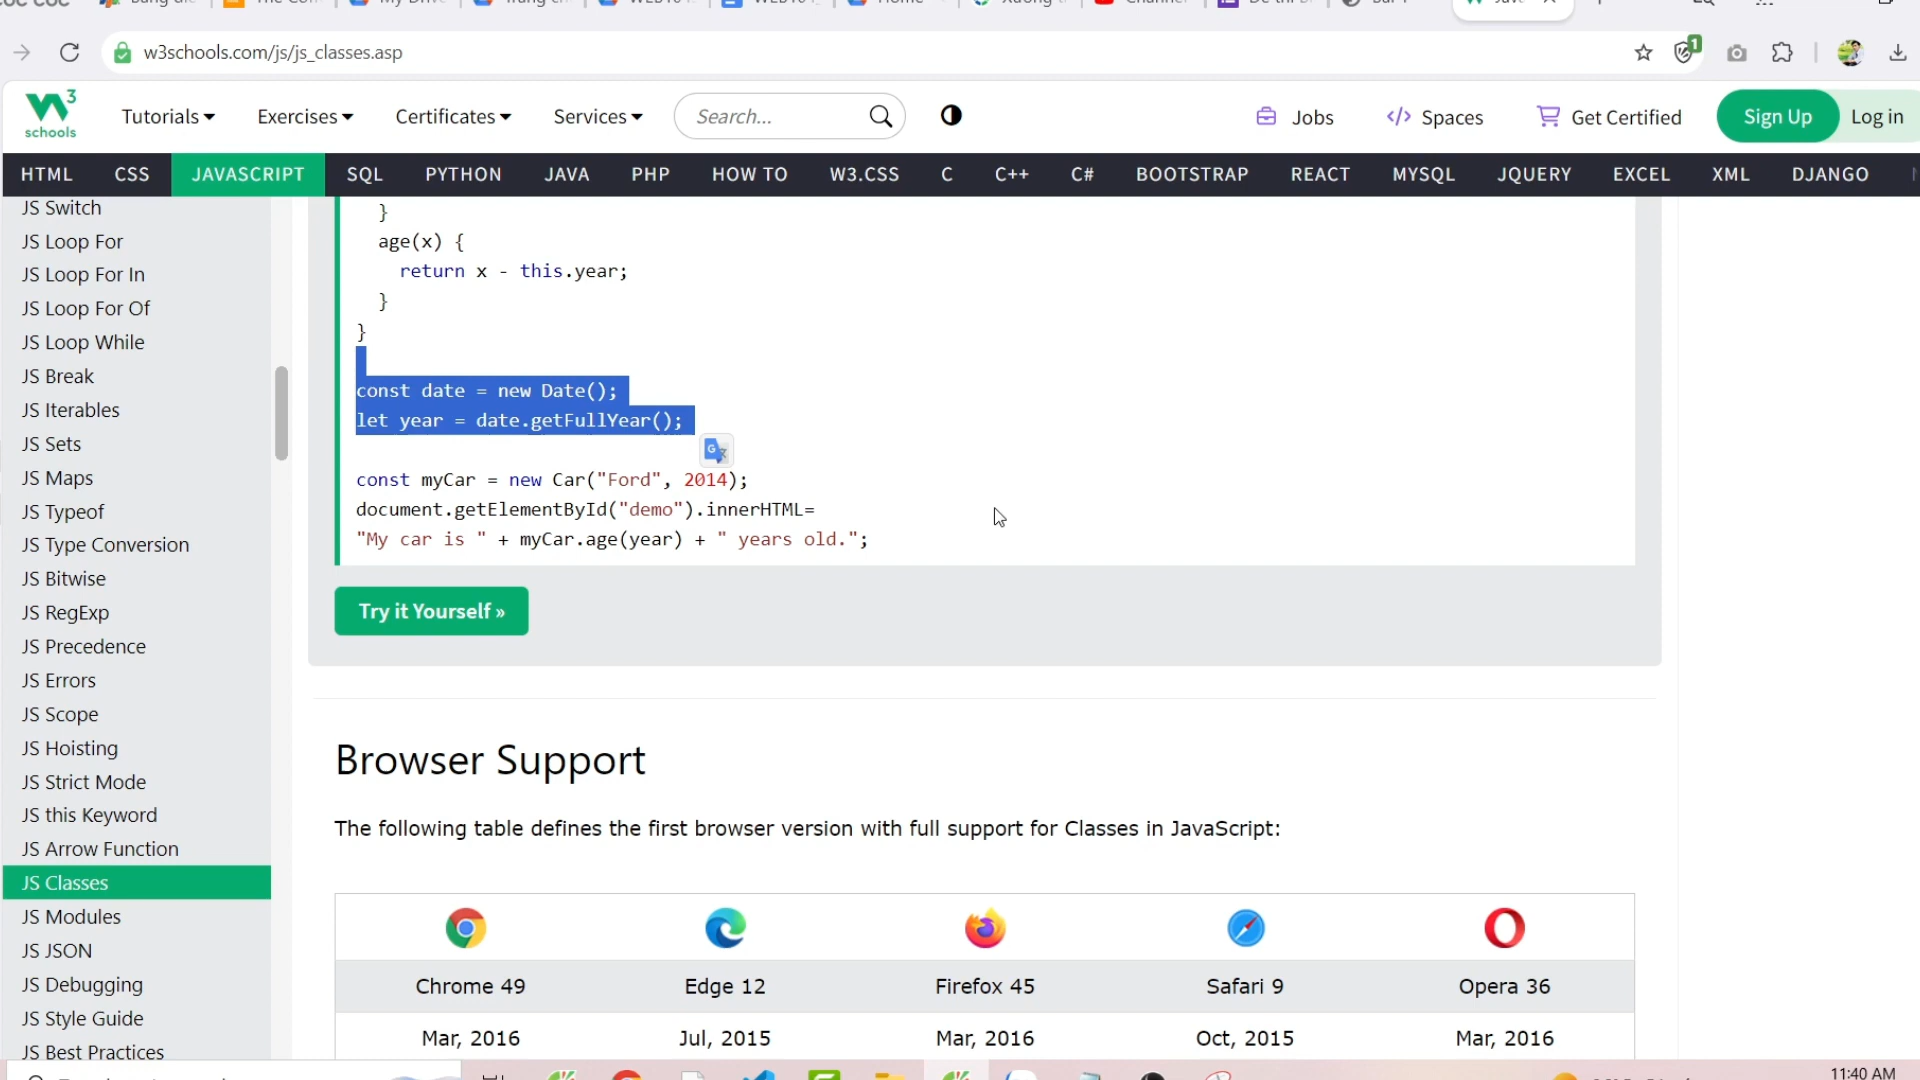 w3schools.com/js/js_classes.asp
1
W3 schools
Tutorials
Exercises
Certificates
Services
Search...
Jobs
Spaces
Get Certified
Sign Up
Log in
HTML CSS JAVASCRIPT SQL PYTHON JAVA PHP HOW TO W3.CSS C C++ C# BOOTSTRAP REACT MYSQL JQUERY EXCEL XML DJANGO
JS Switch
JS Loop For
JS Loop For In
JS Loop For Of
JS Loop While
JS Break
JS Iterables
JS Sets
JS Maps
JS Typeof
JS Type Conversion
JS Bitwise
JS RegExp
JS Precedence
JS Errors
JS Scope
JS Hoisting
JS Strict Mode
JS this Keyword
JS Arrow Function
JS Classes
JS Modules
JS JSON
JS Debugging
JS Style Guide
JS Best Practices
}
age(x) {
return x - this.year;
}
}
const date = new Date();
let year = date.getFullYear();
const myCar = new Car("Ford", 2014);
document.getElementById("demo").innerHTML=
"My car is " + myCar.age(year) + " years old.";
Try it Yourself »
Browser Support
The following table defines the first browser version with full support for Classes in JavaScript:
Chrome 49 Edge 12 Firefox 45 Safari 9 Opera 36
Mar, 2016 Jul, 2015 Mar, 2016 Oct, 2015 Mar, 2016
11:40 AM